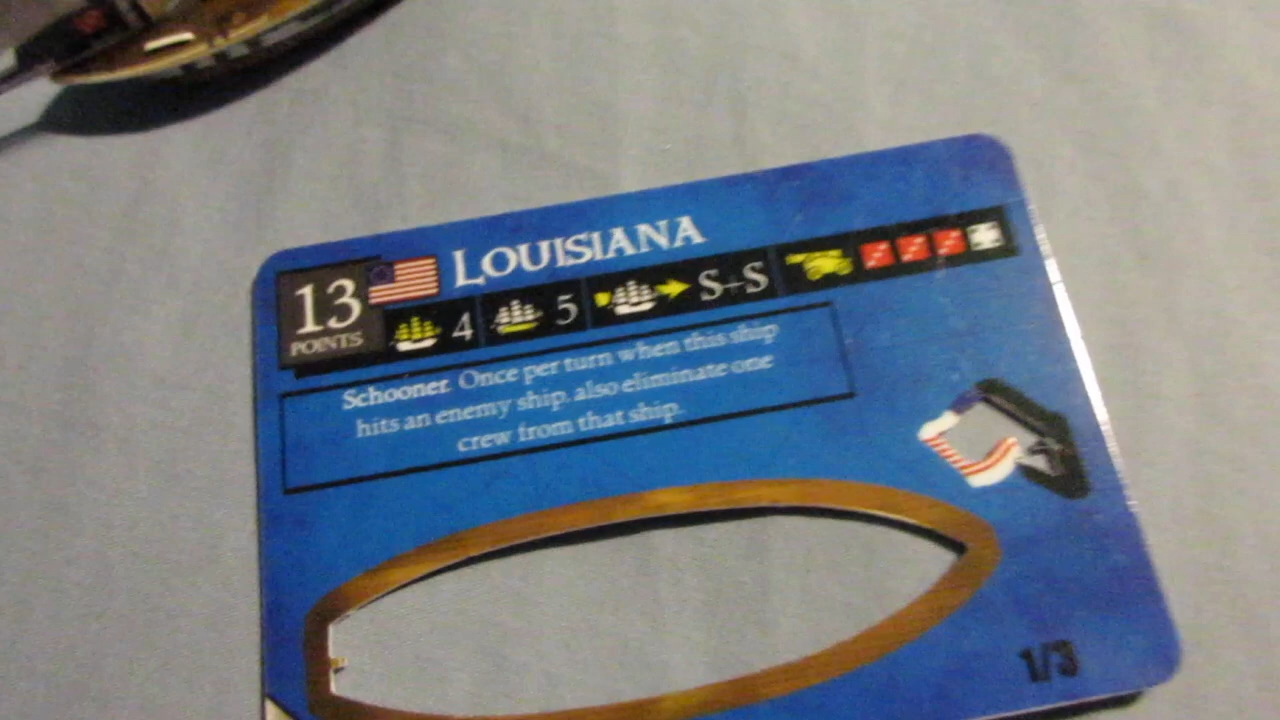 LOUISIANA
13
POINTS
4 5 S+S
Schooner. Once per turn when this ship
hits an enemy ship, also eliminate one
crew from that ship.
1/3